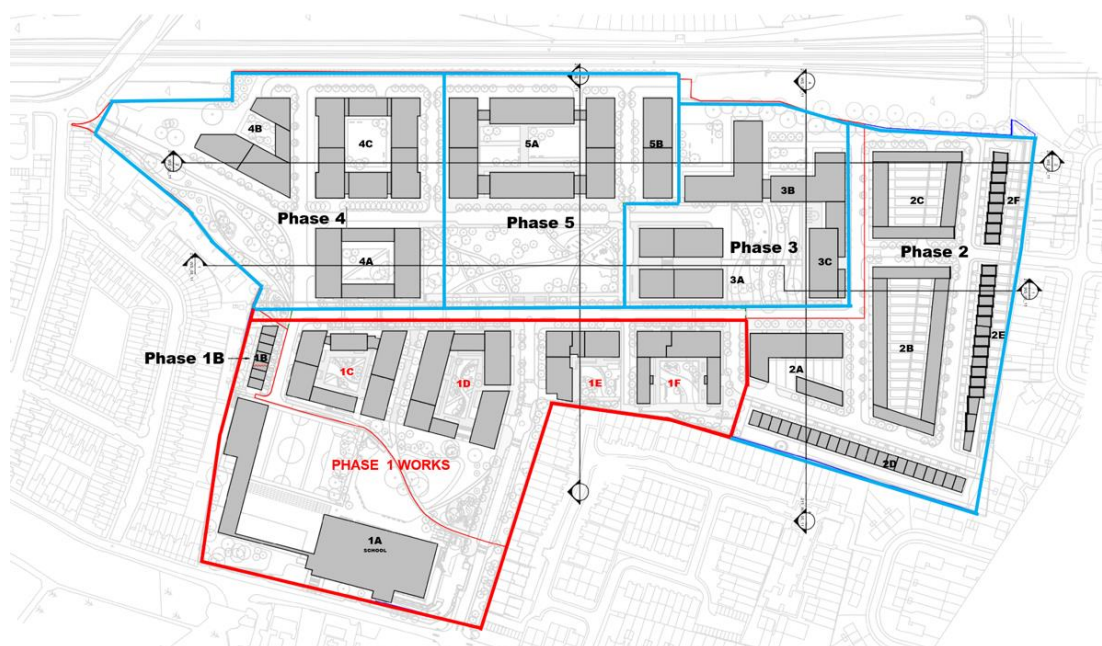 4B
4C
5A
5B
3B
2C
2F
Phase 4
Phase 5
Phase 3
Phase 2
4A
3A
3C
2E
2B
Phase 1B
1B
1C
1D
1E
1F
2A
PHASE 1 WORKS
2D
1A
SCHOOL